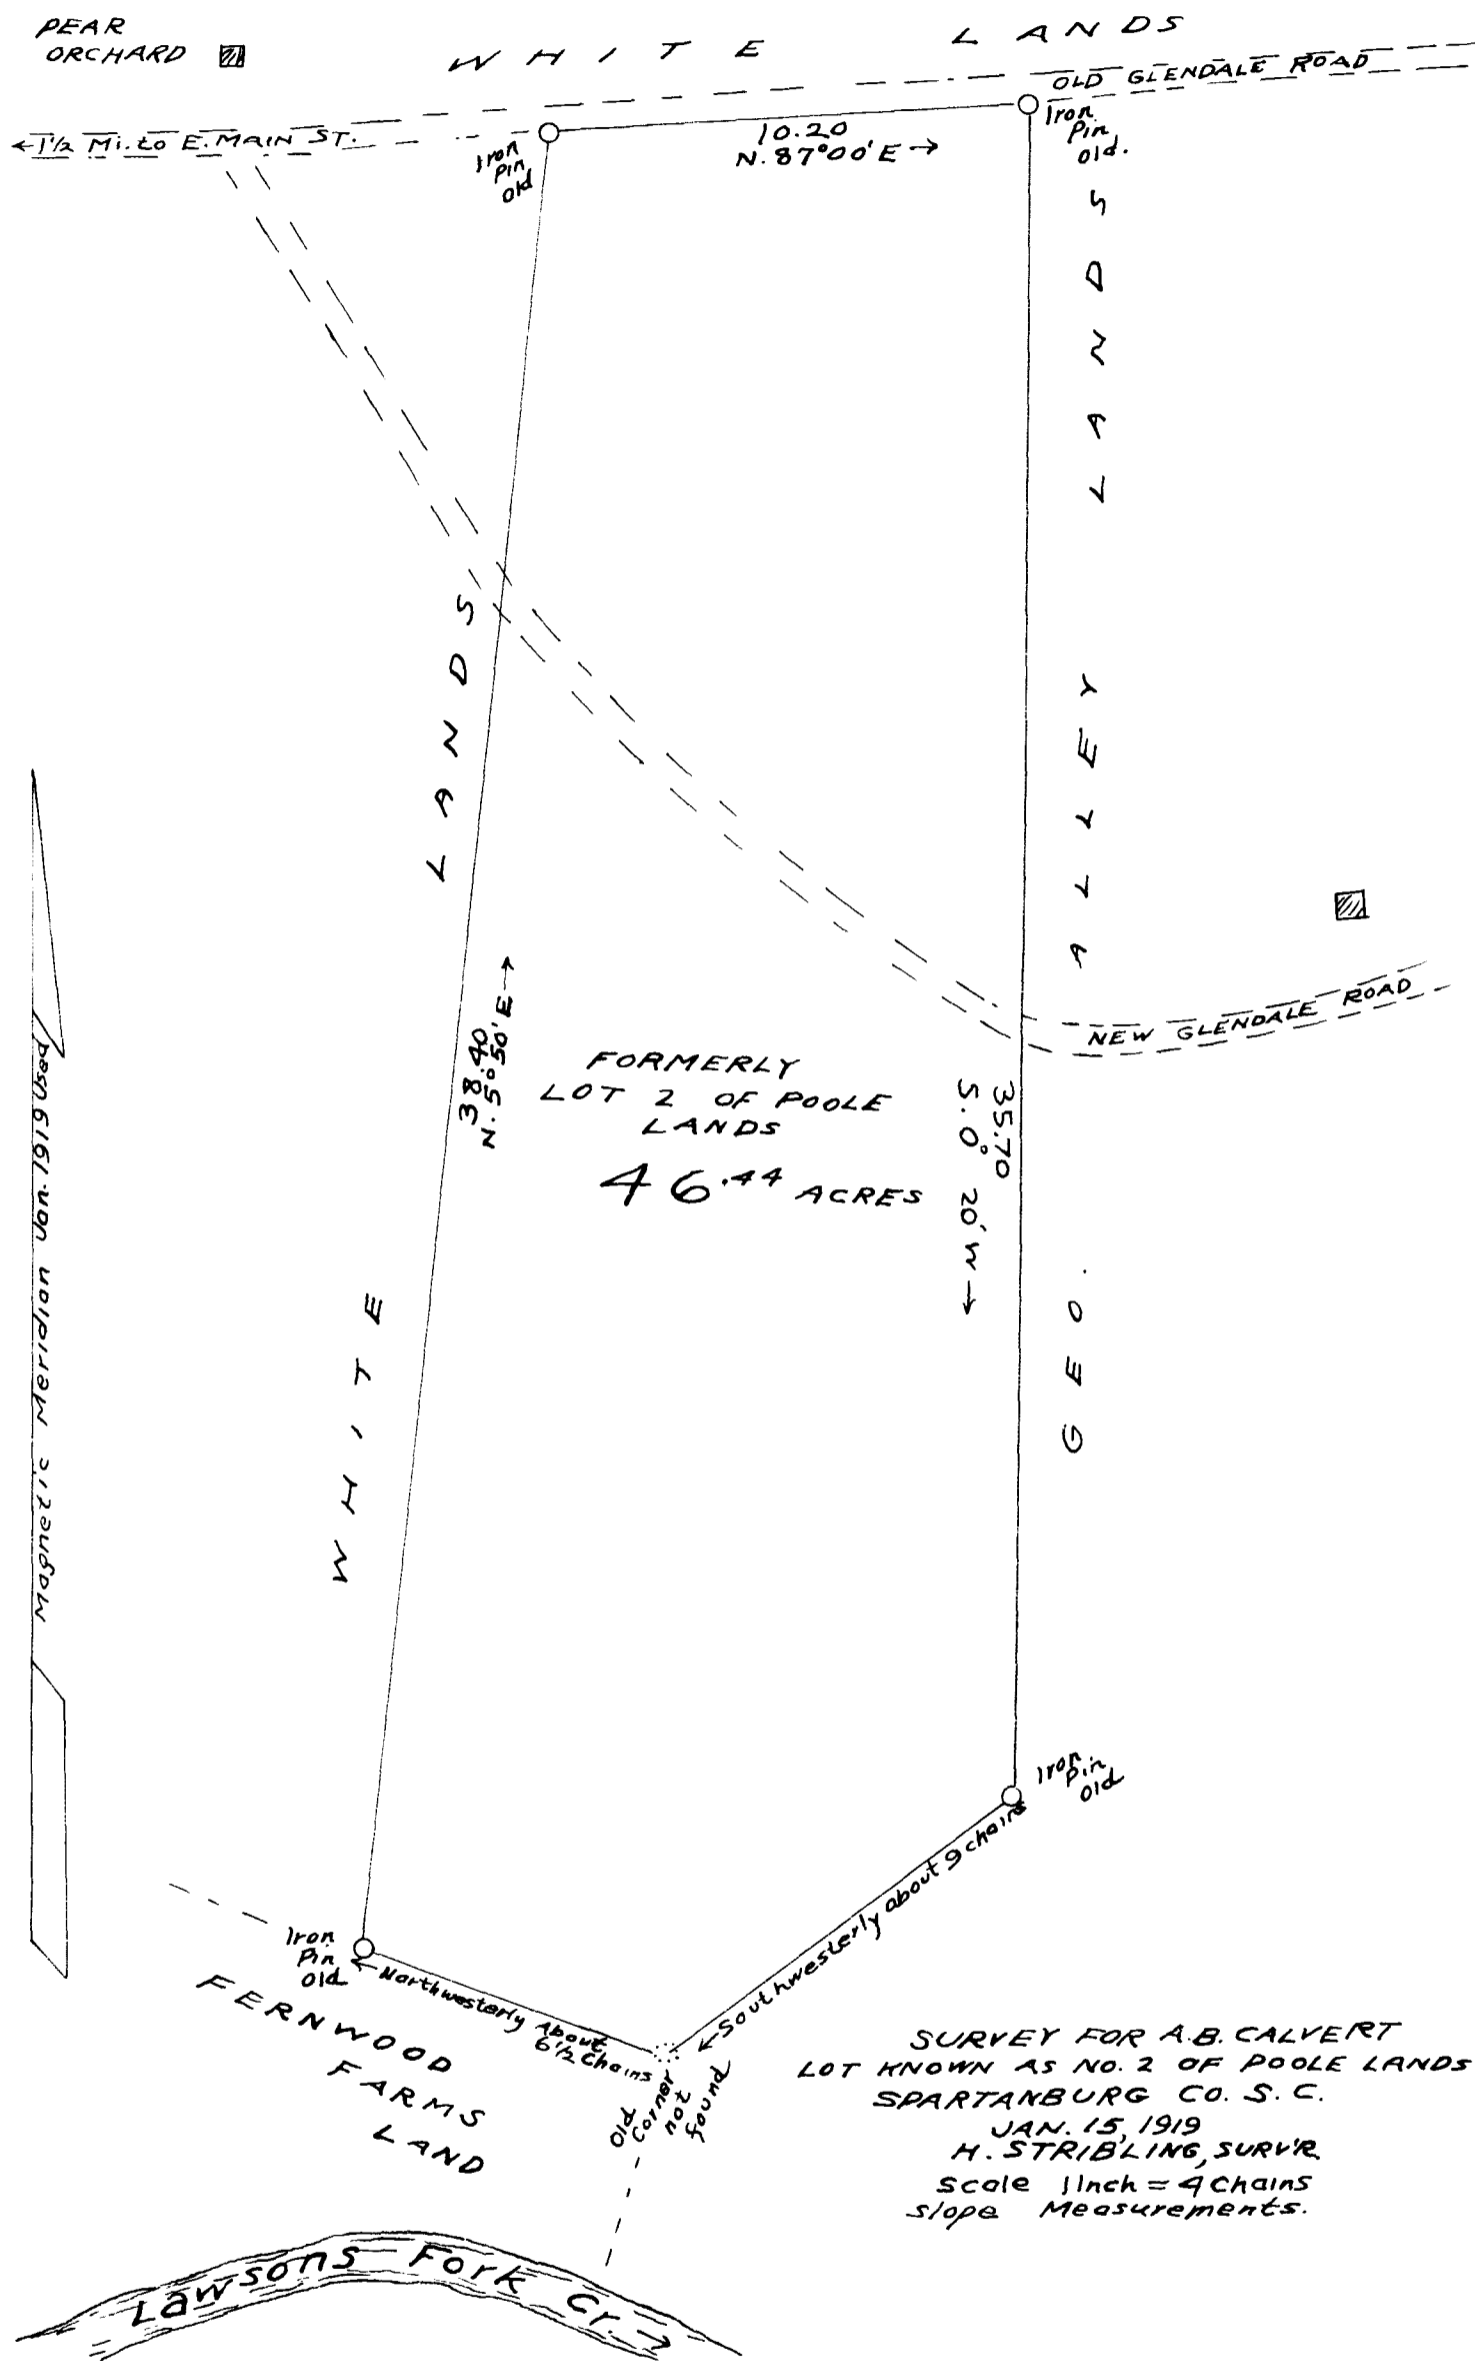 PEAR
ORCHARD
WHITE LANDS
OLD GLENDALE ROAD
← 1½ Mi. to E. MAIN ST.
Iron
Pin
Old
10.20
N. 87°00' E →
Iron
Pin
Old.
WHITE LANDS
GEO. ALLEY LANDS
38.40
N. 5°50' E →
FORMERLY
LOT 2 OF POOLE
LANDS
46.44 ACRES
35.70
S. 0° 20' W →
NEW GLENDALE ROAD
Magnetic Meridian Jan. 1919 Used
Iron
Pin
Old
← Southwesterly about 9 chains
Iron
Pin
Old
← Northwesterly About
6½ Chains
Old
Corner
not
found
FERNWOOD
FARMS
LAND
Lawsons Fork Cr. →
SURVEY FOR A.B. CALVERT
LOT KNOWN AS NO. 2 OF POOLE LANDS
SPARTANBURG CO. S. C.
JAN. 15, 1919
H. STRIBLING, SURV'R.
Scale 1 Inch = 4 Chains
Slope Measurements.